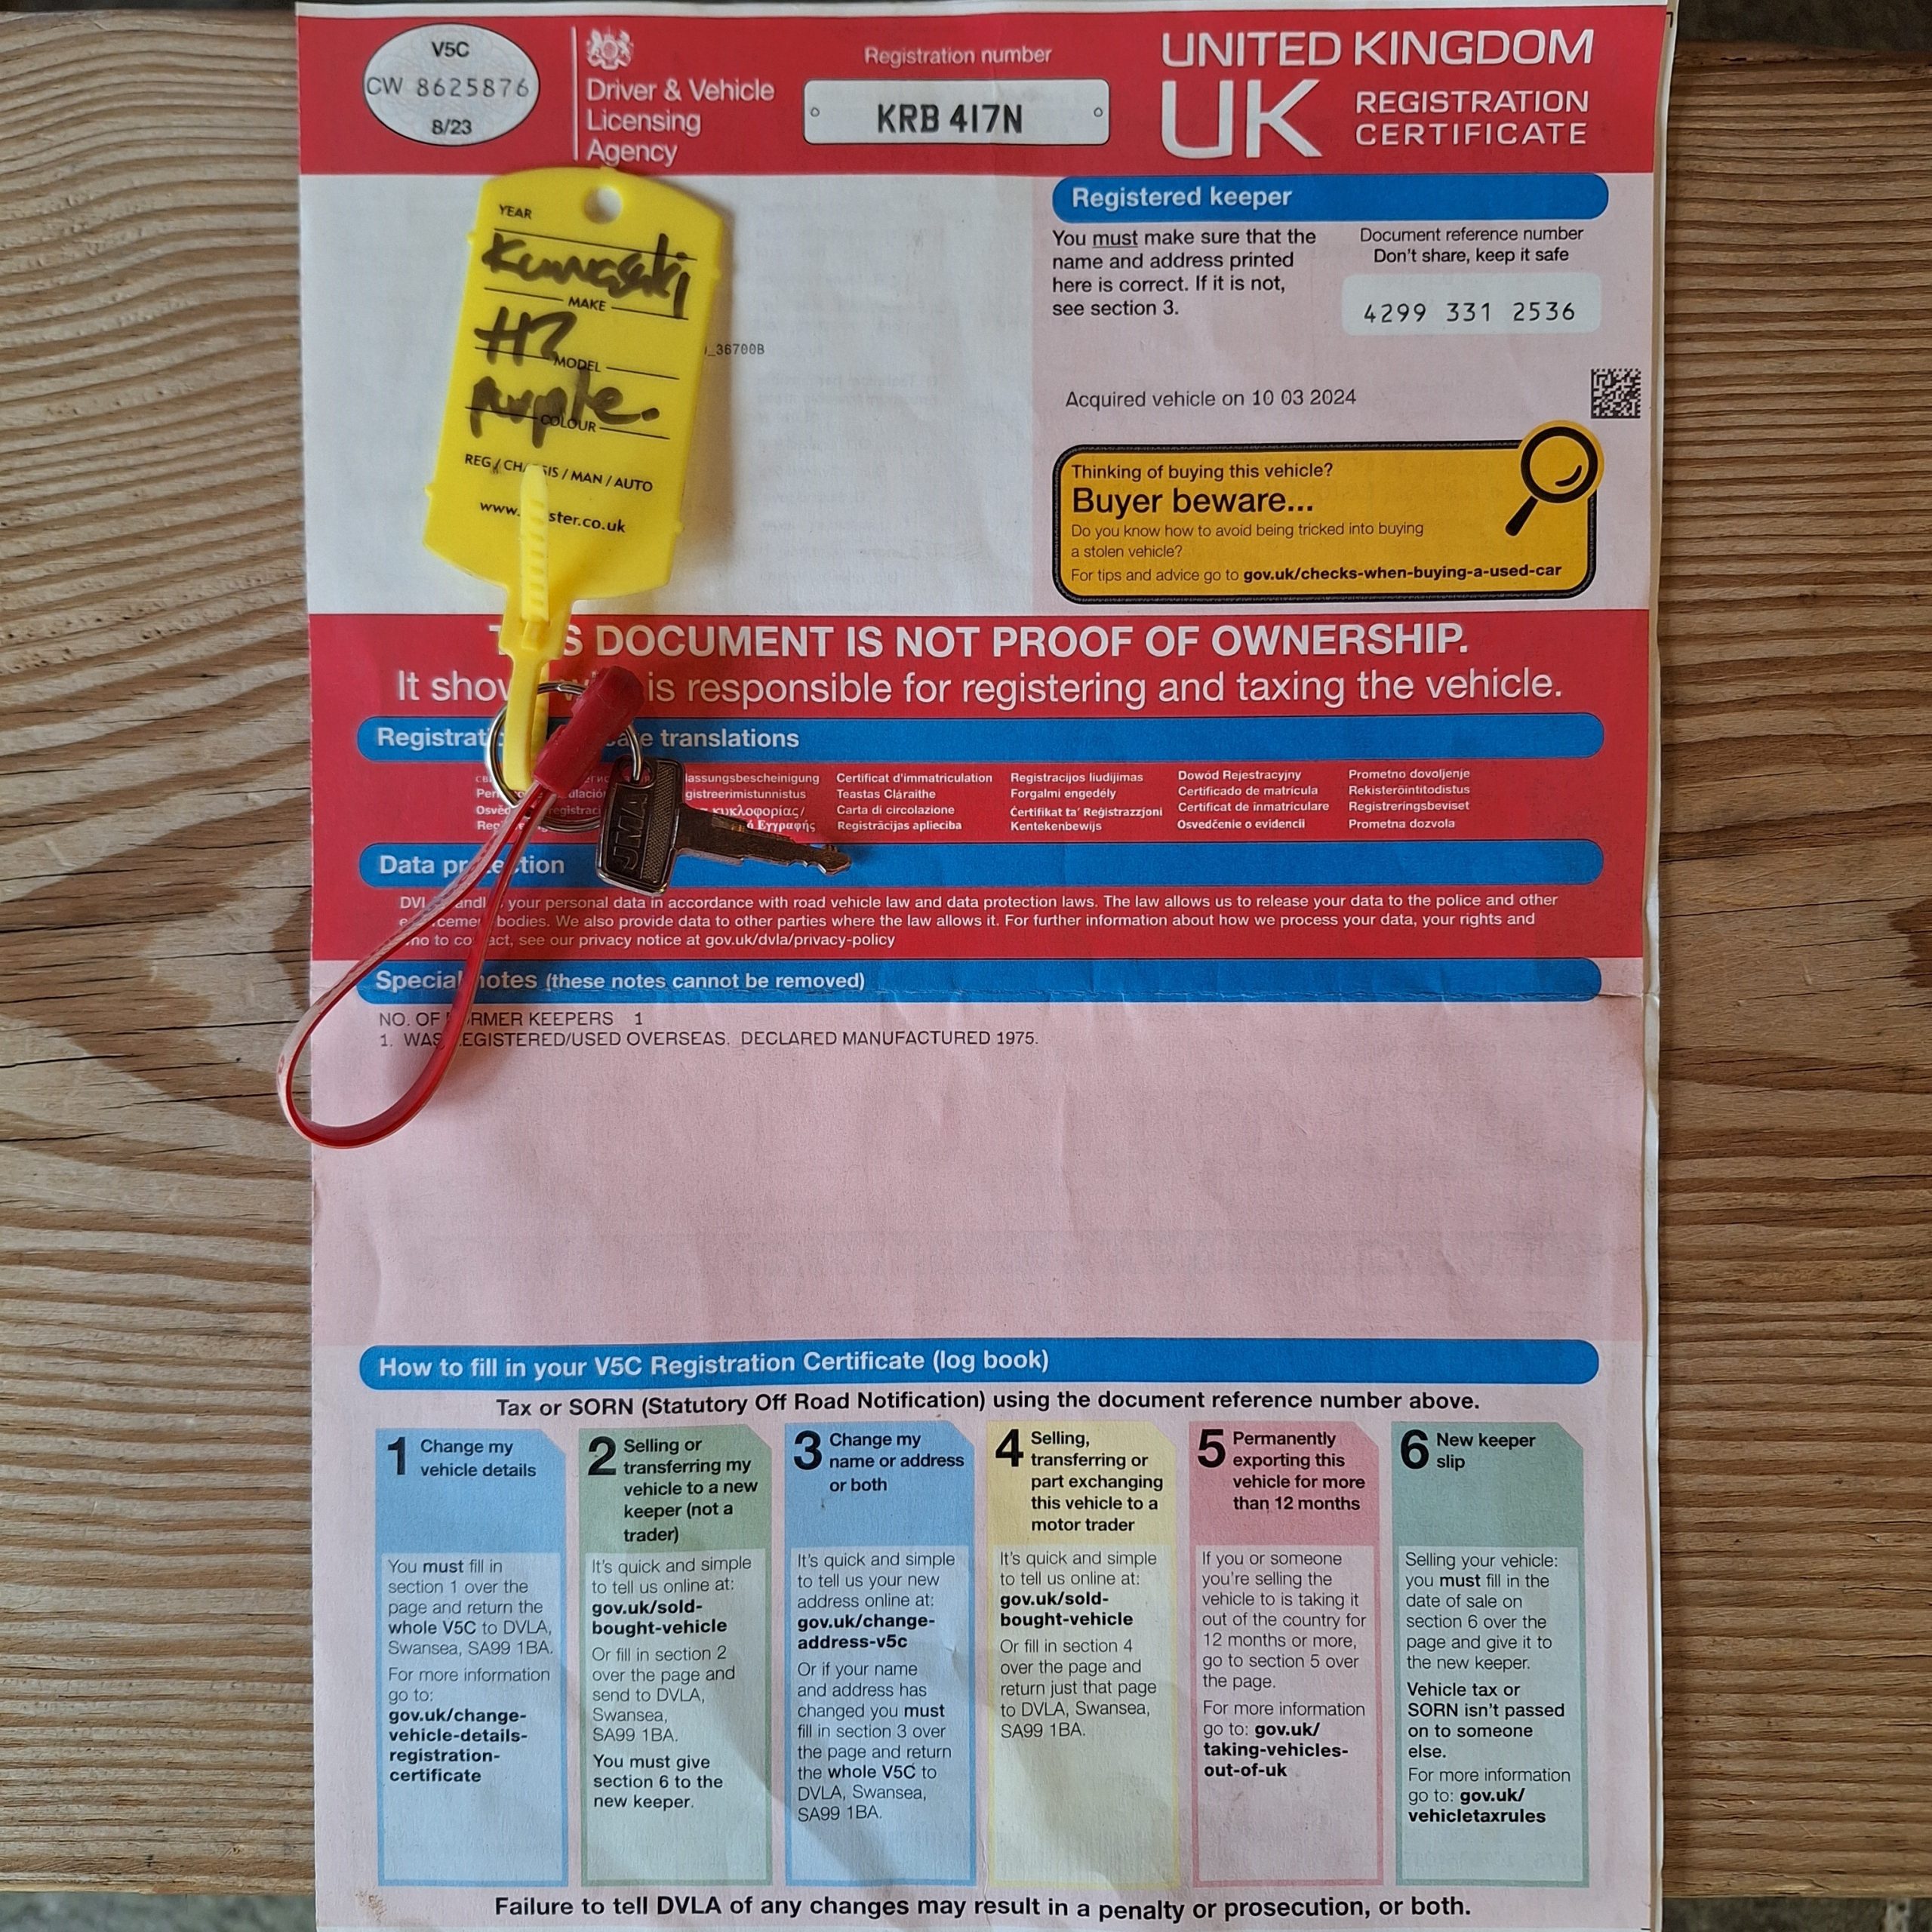 V5C
CW 8625876
8/23
Driver & Vehicle
Licensing
Agency
Registration number
KRB 417N
UNITED KINGDOM
UK
REGISTRATION
CERTIFICATE
YEAR
Kawasaki
MAKE
H2
MODEL
purple.
COLOUR
REG / CH SIS / MAN / AUTO
www. ster.co.uk
_36700B
Registered keeper
You must make sure that the
name and address printed
here is correct. If it is not,
see section 3.
Document reference number
Don't share, keep it safe
4299 331 2536
Acquired vehicle on 10 03 2024
Thinking of buying this vehicle?
Buyer beware...
Do you know how to avoid being tricked into buying
a stolen vehicle?
For tips and advice go to gov.uk/checks-when-buying-a-used-car
DOCUMENT IS NOT PROOF OF OWNERSHIP.
It is responsible for registering and taxing the vehicle.
translations
lassungsbescheinigung
gistreerimistunnistus
κυκλοφορίας/
Εγγραφής
Certificat d'immatriculation
Teastas Cláraithe
Carta di circolazione
Registrācijas apliecība
Registracijos liudijimas
Forgalmi engedély
Ċertifikat ta' Reġistrazzjoni
Kentekenbewijs
Dowód Rejestracyjny
Certificado de matrícula
Certificat de înmatriculare
Osvedčenie o evidencii
Prometno dovoljenje
Rekisteröintitodistus
Registreringsbeviset
Prometna dozvola
Data
your personal data in accordance with road vehicle law and data protection laws. The law allows us to release your data to the police and other
bodies. We also provide data to other parties where the law allows it. For further information about how we process your data, your rights and
to see our privacy notice at gov.uk/dvla/privacy-policy
Special notes (these notes cannot be removed)
NO. OF KEEPERS 1
1. WAS REGISTERED/USED OVERSEAS. DECLARED MANUFACTURED 1975.
How to fill in your V5C Registration Certificate (log book)
Tax or SORN (Statutory Off Road Notification) using the document reference number above.
1 Change my
vehicle details
You must fill in
section 1 over the
page and return the
whole V5C to DVLA,
Swansea, SA99 1BA.
For more information
go to:
gov.uk/change-
vehicle-details-
registration-
certificate
2 Selling or
transferring my
vehicle to a new
keeper (not a
trader)
It's quick and simple
to tell us online at:
gov.uk/sold-
bought-vehicle
Or fill in section 2
over the page and
send to DVLA,
Swansea,
SA99 1BA.
You must give
section 6 to the
new keeper.
3 Change my
name or address
or both
It's quick and simple
to tell us your new
address online at:
gov.uk/change-
address-v5c
Or if your name
and address has
changed you must
fill in section 3 over
the page and return
the whole V5C to
DVLA, Swansea,
SA99 1BA.
4 Selling,
transferring or
part exchanging
this vehicle to a
motor trader
It's quick and simple
to tell us online at:
gov.uk/sold-
bought-vehicle
Or fill in section 4
over the page and
return just that page
to DVLA, Swansea,
SA99 1BA.
5 Permanently
exporting this
vehicle for more
than 12 months
If you or someone
you're selling the
vehicle to is taking it
out of the country for
12 months or more,
go to section 5 over
the page.
For more information
go to: gov.uk/
taking-vehicles-
out-of-uk
6 New keeper
slip
Selling your vehicle:
you must fill in the
date of sale on
section 6 over the
page and give it to
the new keeper.
Vehicle tax or
SORN isn't passed
on to someone
else.
For more information
go to: gov.uk/
vehicletaxrules
Failure to tell DVLA of any changes may result in a penalty or prosecution, or both.
JMA